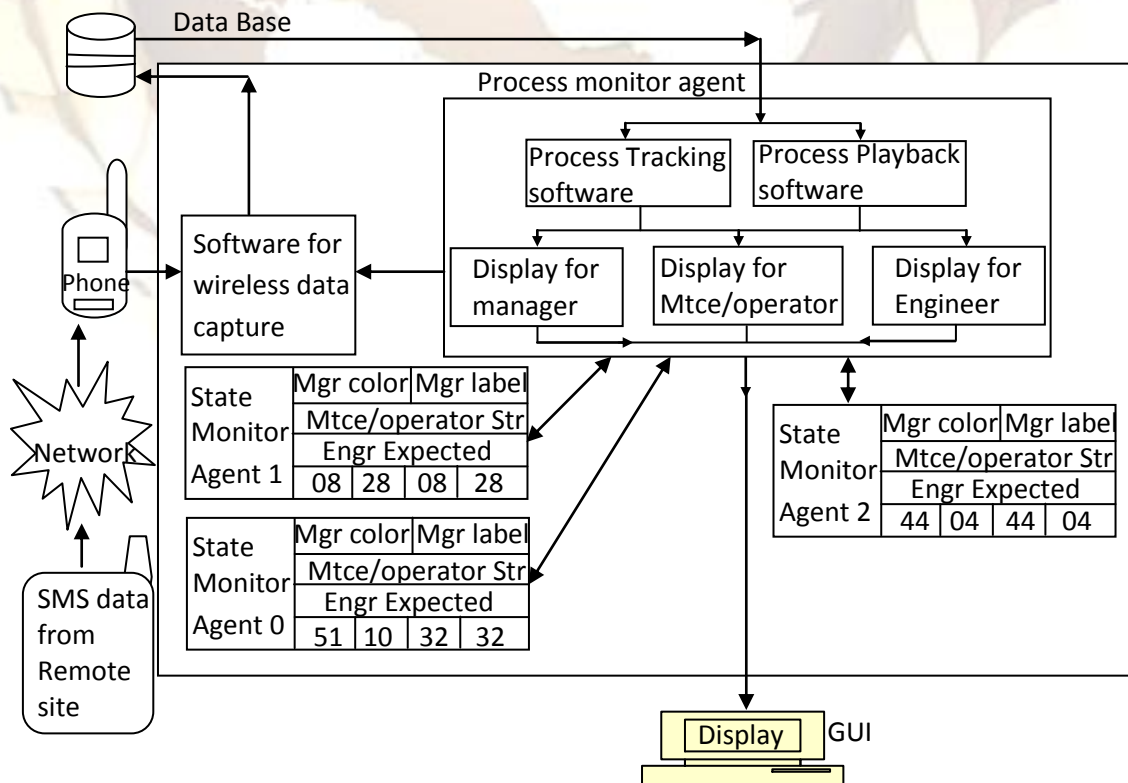 Data Base
Process monitor agent
Process Tracking
software
Process Playback
software
Software for
wireless data
capture
Phone
Display for
manager
Display for
Mtce/operator
Display for
Engineer
Network
SMS data
from
Remote
site
State
Monitor
Agent 1
Mgr color
Mgr label
Mtce/operator Str
Engr Expected
08 28 08 28
State
Monitor
Agent 0
Mgr color
Mgr label
Mtce/operator Str
Engr Expected
51 10 32 32
State
Monitor
Agent 2
Mgr color
Mgr label
Mtce/operator Str
Engr Expected
44 04 44 04
Display
GUI